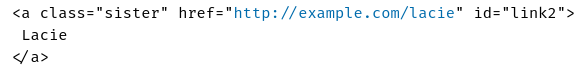 <a class="sister" href="http://example.com/lacie" id="link2">
Lacie
</a>